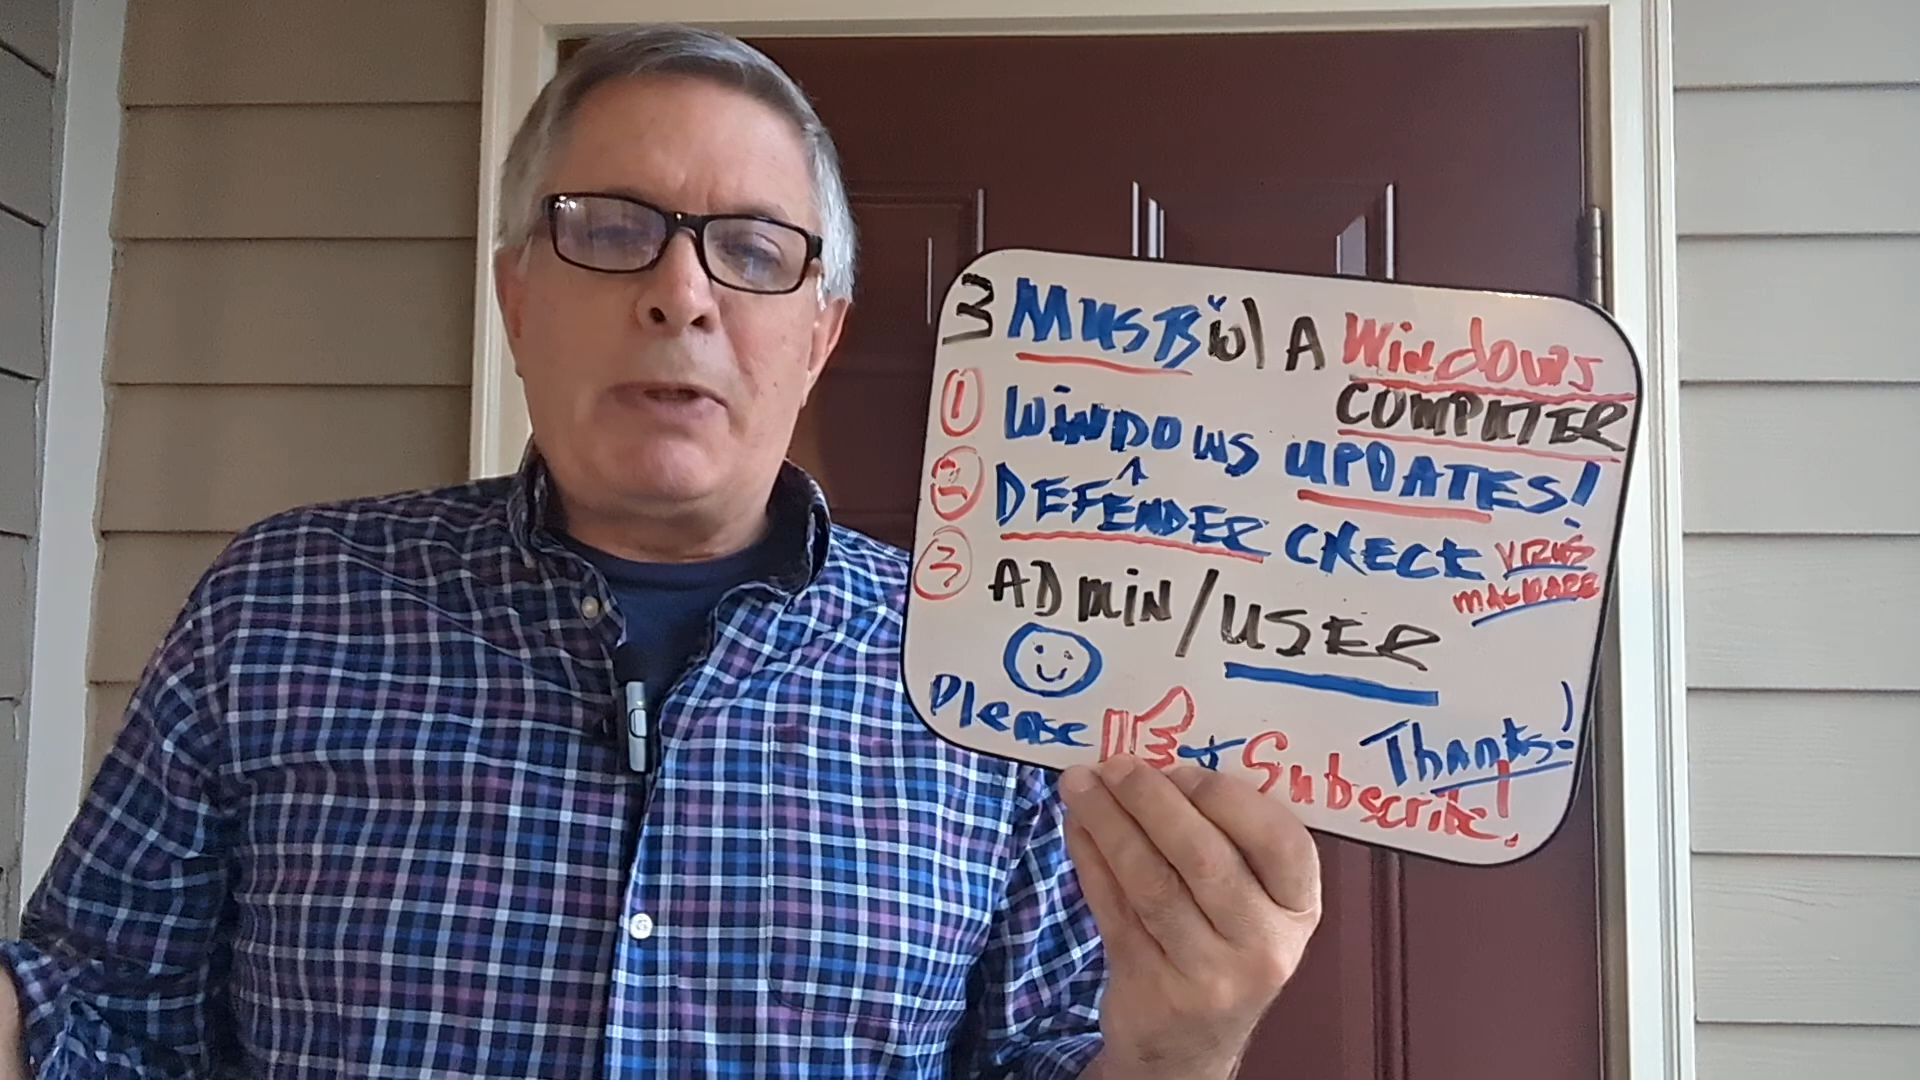 3 MUSTS w/ A Windows
COMPUTER
1 WINDOWS UPDATES!
2 DEFENDER CHECK VIRUS
MALWARE
3 ADMIN/USER
Please + Subscribe!
Thanks!